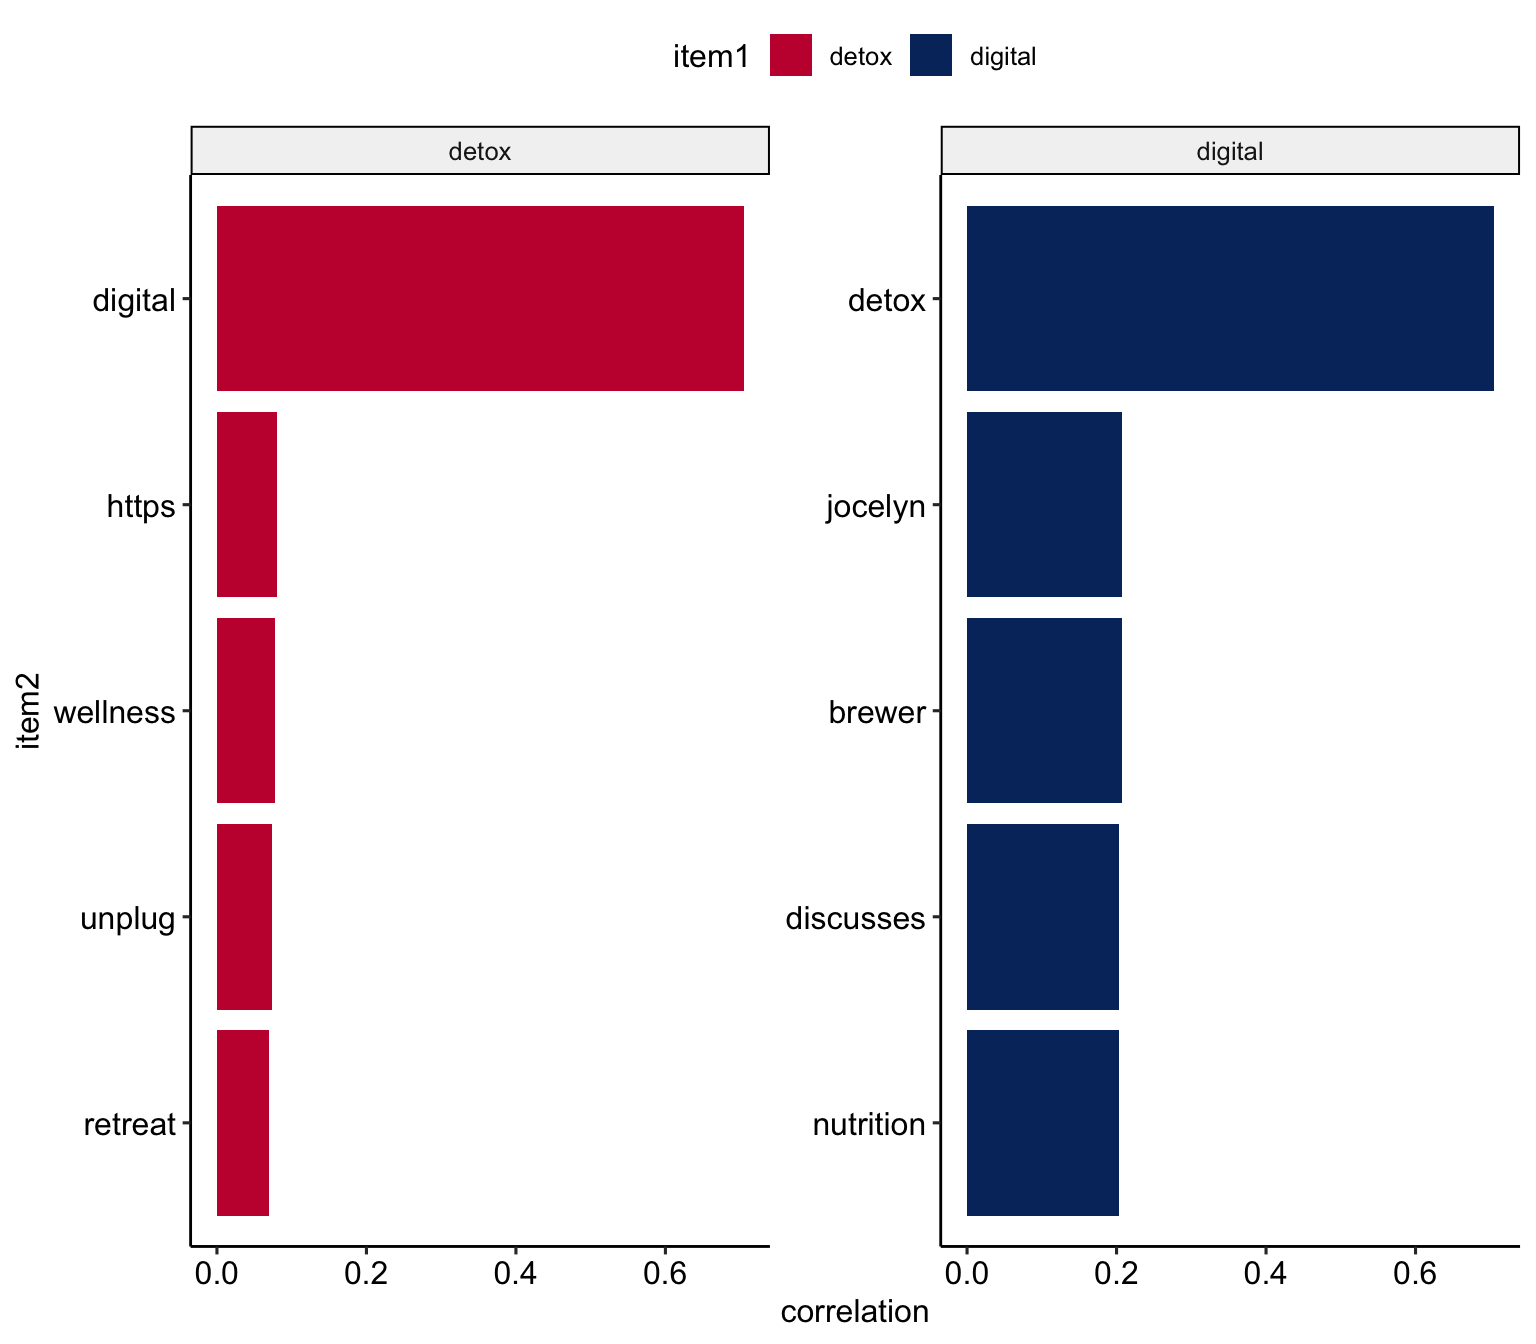 item1 detox digital
detox
digital
https
wellness
unplug
retreat
0.0 0.2 0.4 0.6
digital
detox
jocelyn
brewer
discusses
nutrition
0.0 0.2 0.4 0.6
item2
correlation